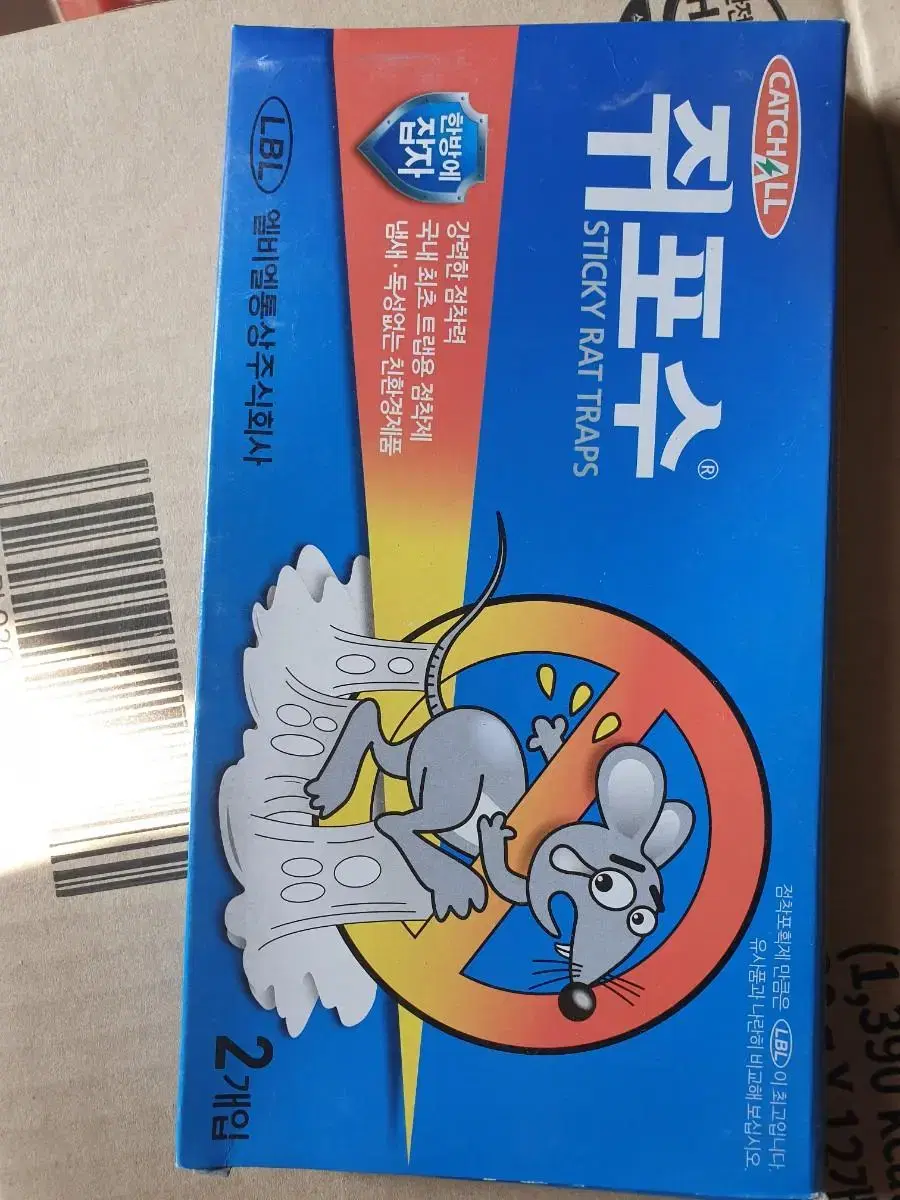 CATCH ALL
쥐포수®
STICKY RAT TRAPS
한방에
잡자
강력한 점착력
국내 최초 트랩용 점착제
냄새·독성없는 친환경제품
LBL 엘비엘통상주식회사
점착포획제 만큼은 LBL 이 최고입니다.
유사품과 나란히 비교해 보십시오.
2개입